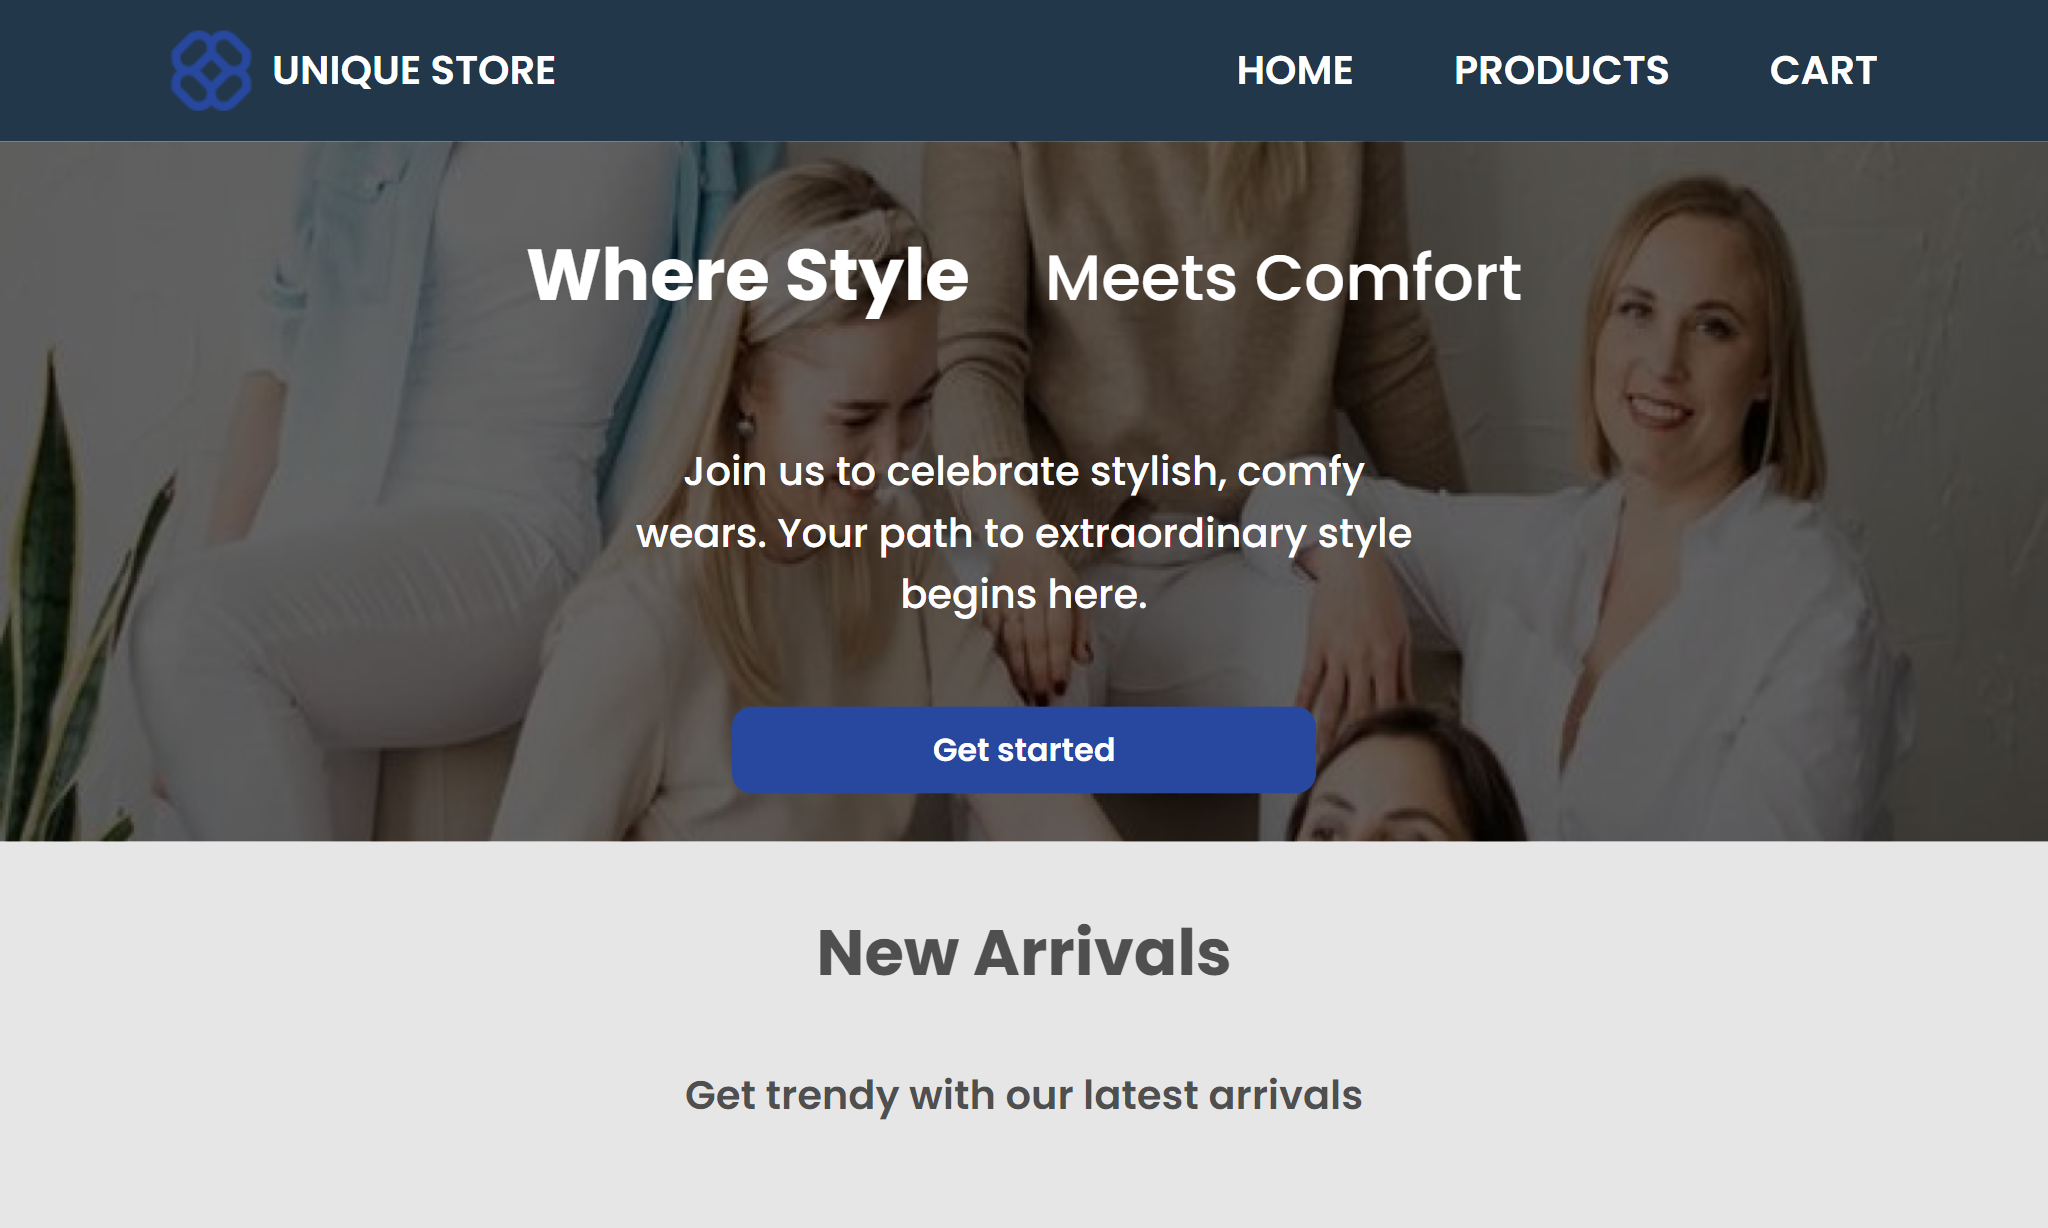 UNIQUE STORE
HOME PRODUCTS CART
Where Style Meets Comfort
Join us to celebrate stylish, comfy
wears. Your path to extraordinary style
begins here.
Get started
New Arrivals
Get trendy with our latest arrivals